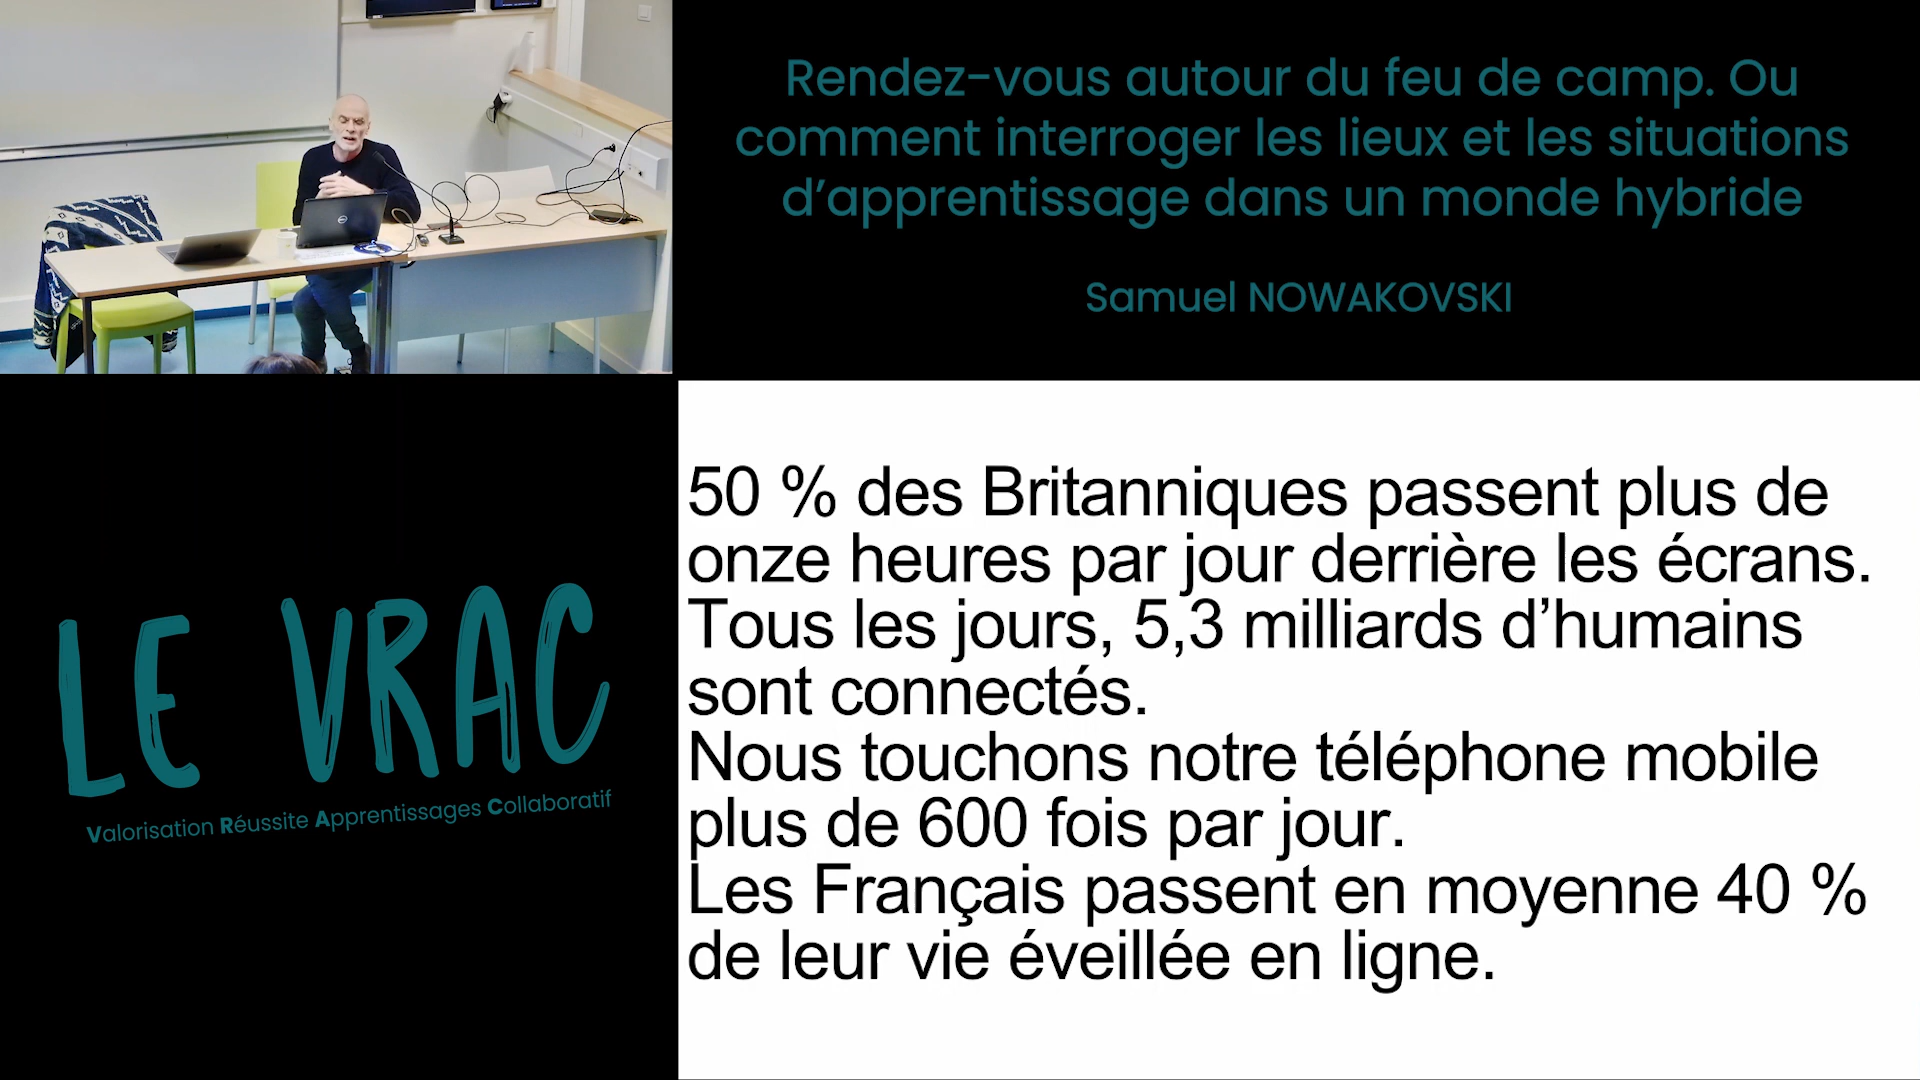 Rendez-vous autour du feu de camp. Ou
comment interroger les lieux et les situations
d’apprentissage dans un monde hybride
Samuel NOWAKOVSKI
50 % des Britanniques passent plus de
onze heures par jour derrière les écrans.
Tous les jours, 5,3 milliards d’humains
sont connectés.
Nous touchons notre téléphone mobile
plus de 600 fois par jour.
Les Français passent en moyenne 40 %
de leur vie éveillée en ligne.
LE VRAC
Valorisation Réussite Apprentissages Collaboratif